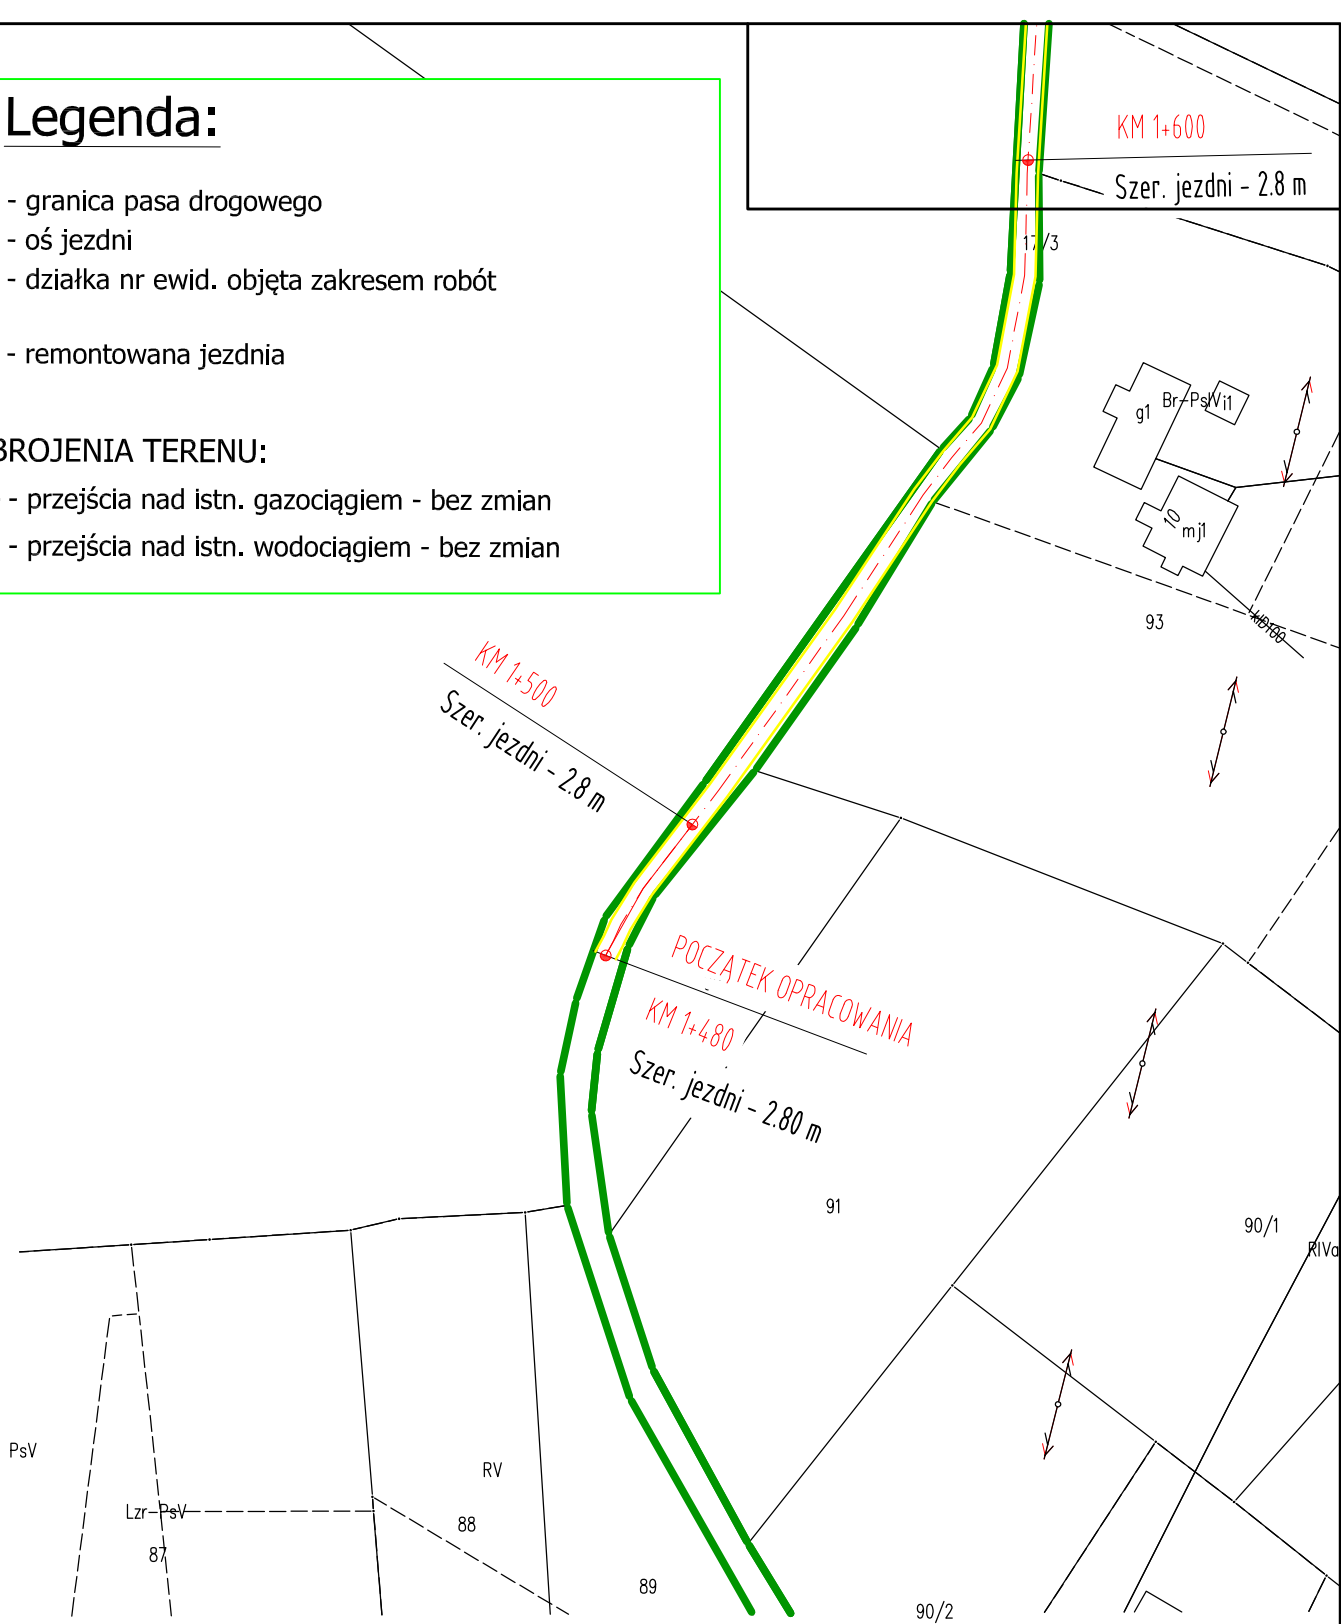 Legenda:
- granica pasa drogowego
- oś jezdni
- działka nr ewid. objęta zakresem robót
- remontowana jezdnia
BROJENIA TERENU:
- przejścia nad istn. gazociągiem - bez zmian
- przejścia nad istn. wodociągiem - bez zmian
KM 1+600
Szer. jezdni - 2.8 m
17/3
g1
Br-PsIV
i1
10
mj1
93
KM 1+500
Szer. jezdni - 2.8 m
POCZĄTEK OPRACOWANIA
KM 1+480
Szer. jezdni - 2.80 m
91
90/1
RIVa
PsV
RV
Lzr-PsV
88
87
89
90/2